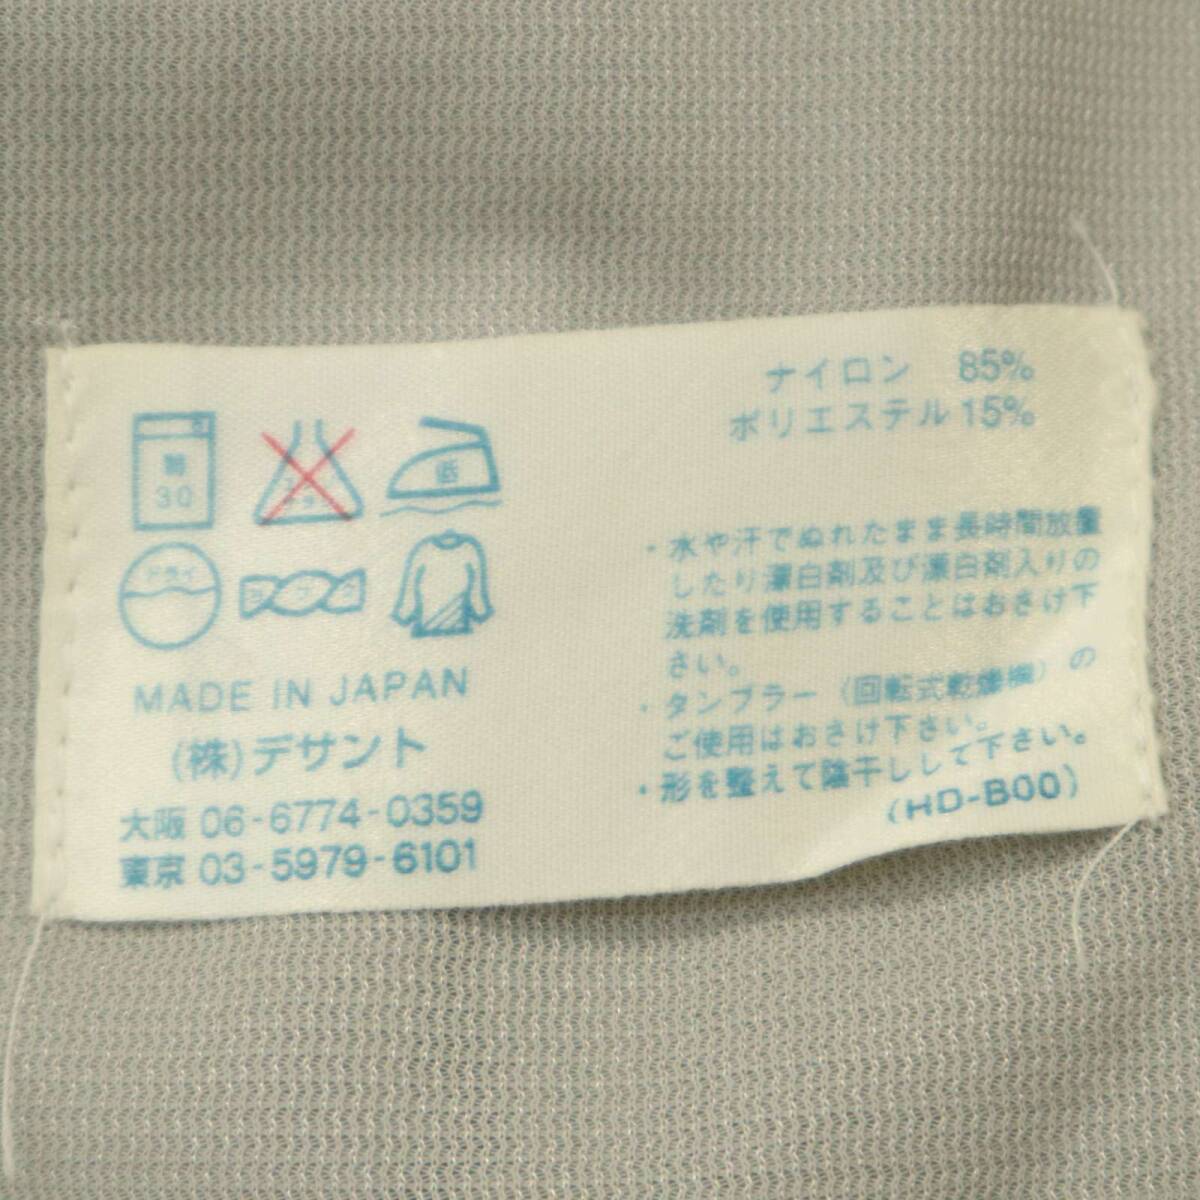 30
低
ドライ
ヨワク
MADE IN JAPAN
(株)デサント
大阪 06-6774-0359
東京 03-5979-6101
ナイロン 85%
ポリエステル 15%
・水や汗でぬれたまま長時間放置
したり漂白剤及び漂白剤入りの
洗剤を使用することはおさけ下
さい。
・タンブラー(回転式乾燥機)の
ご使用はおさけ下さい。
・形を整えて陰干しして下さい。
(HD-B00)